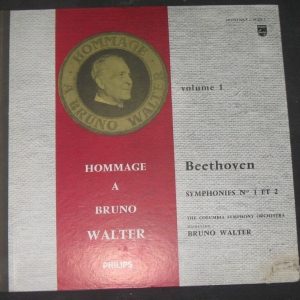 HOMMAGE A BRUNO WALTER
volume 1
HOMMAGE
A
BRUNO
WALTER
PHILIPS
Beethoven
SYMPHONIES Nº 1 ET 2
THE COLUMBIA SYMPHONY ORCHESTRA
BRUNO WALTER